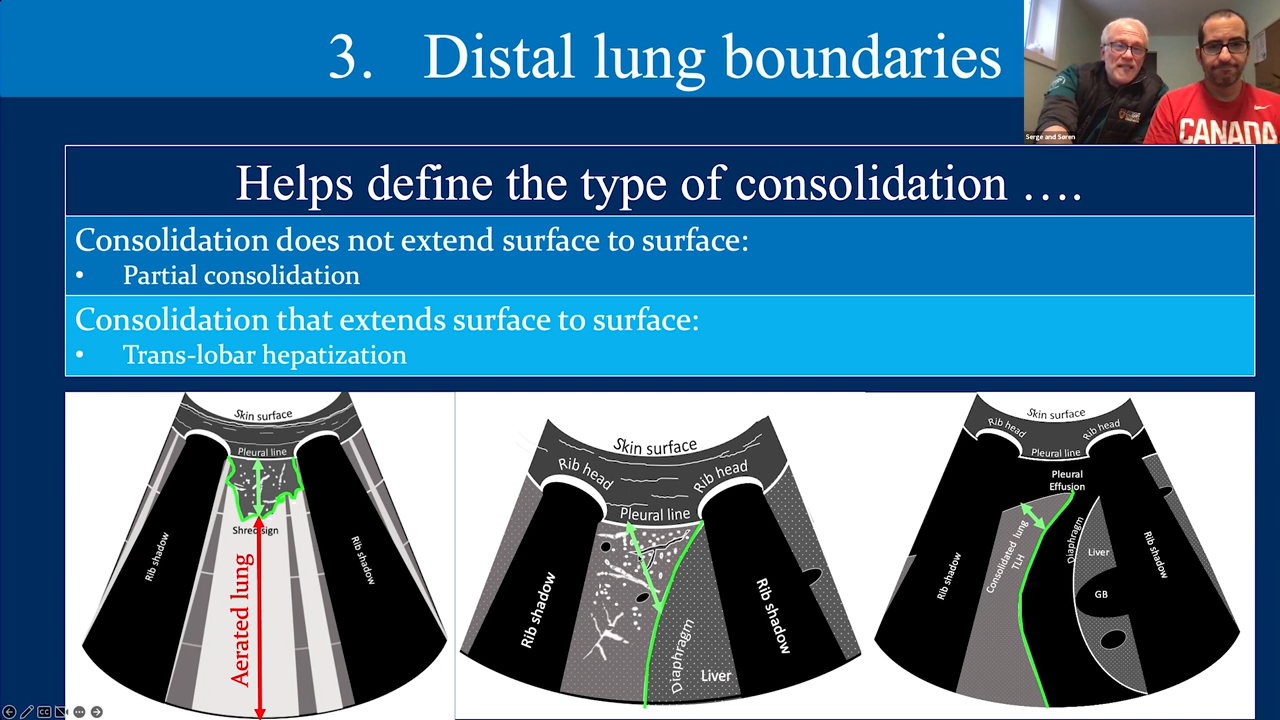 3. Distal lung boundaries
Serge and Søren
CANADA
Helps define the type of consolidation ….
Consolidation does not extend surface to surface:
• Partial consolidation
Consolidation that extends surface to surface:
• Trans-lobar hepatization
Skin surface
Pleural line
Shred sign
Rib shadow
Rib shadow
Aerated lung
Skin surface
Rib head
Rib head
Pleural line
Rib shadow
Rib shadow
Diaphragm
Liver
Skin surface
Rib head
Rib head
Pleural line
Pleural
Effusion
Consolidated lung
TLH
Diaphragm
Liver
GB
Rib shadow
Rib shadow
CC